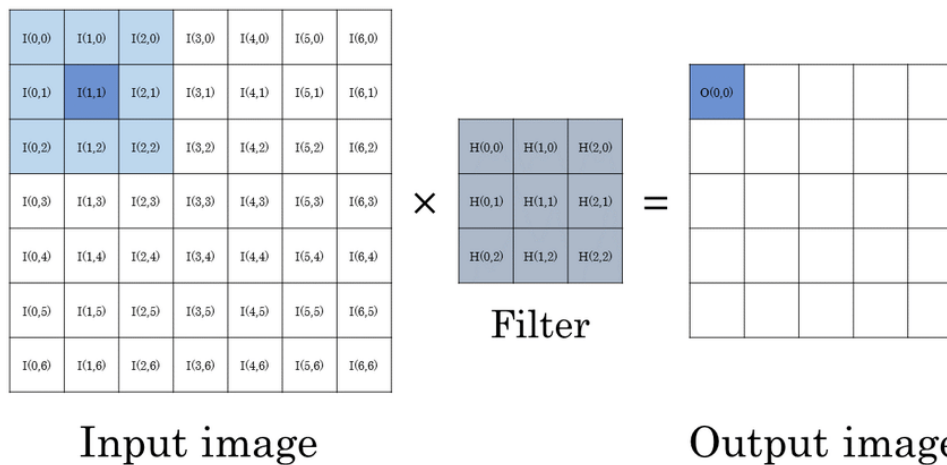 I(0,0) I(1,0) I(2,0) I(3,0) I(4,0) I(5,0) I(6,0)
I(0,1) I(1,1) I(2,1) I(3,1) I(4,1) I(5,1) I(6,1)
I(0,2) I(1,2) I(2,2) I(3,2) I(4,2) I(5,2) I(6,2)
I(0,3) I(1,3) I(2,3) I(3,3) I(4,3) I(5,3) I(6,3)
I(0,4) I(1,4) I(2,4) I(3,4) I(4,4) I(5,4) I(6,4)
I(0,5) I(1,5) I(2,5) I(3,5) I(4,5) I(5,5) I(6,5)
I(0,6) I(1,6) I(2,6) I(3,6) I(4,6) I(5,6) I(6,6)
Input image
×
H(0,0) H(1,0) H(2,0)
H(0,1) H(1,1) H(2,1)
H(0,2) H(1,2) H(2,2)
Filter
=
O(0,0)
Output image